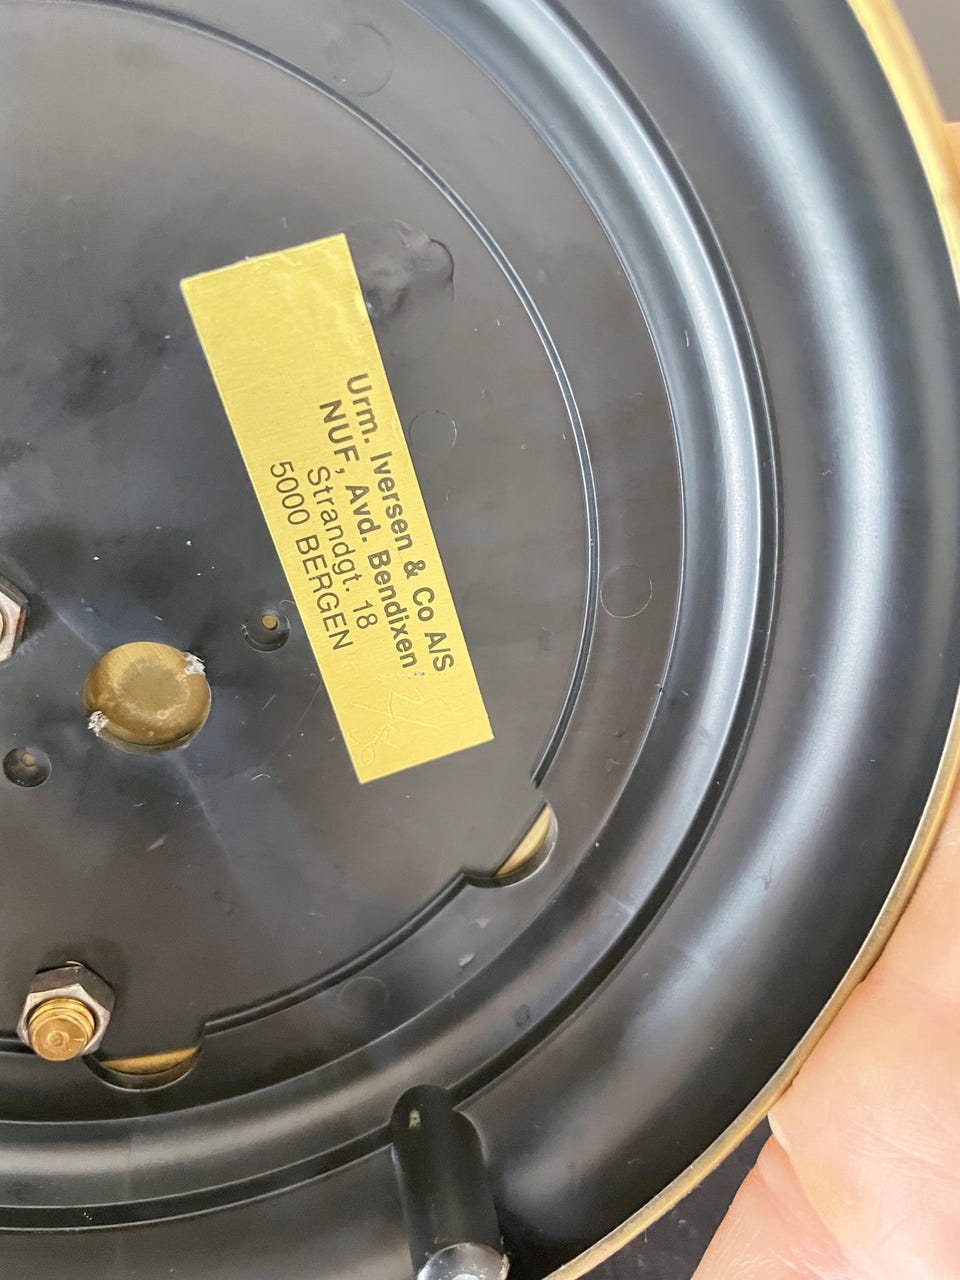 Urm. Iversen & Co A/S
NUF, Avd. Bendixen
Strandgt. 18
5000 BERGEN